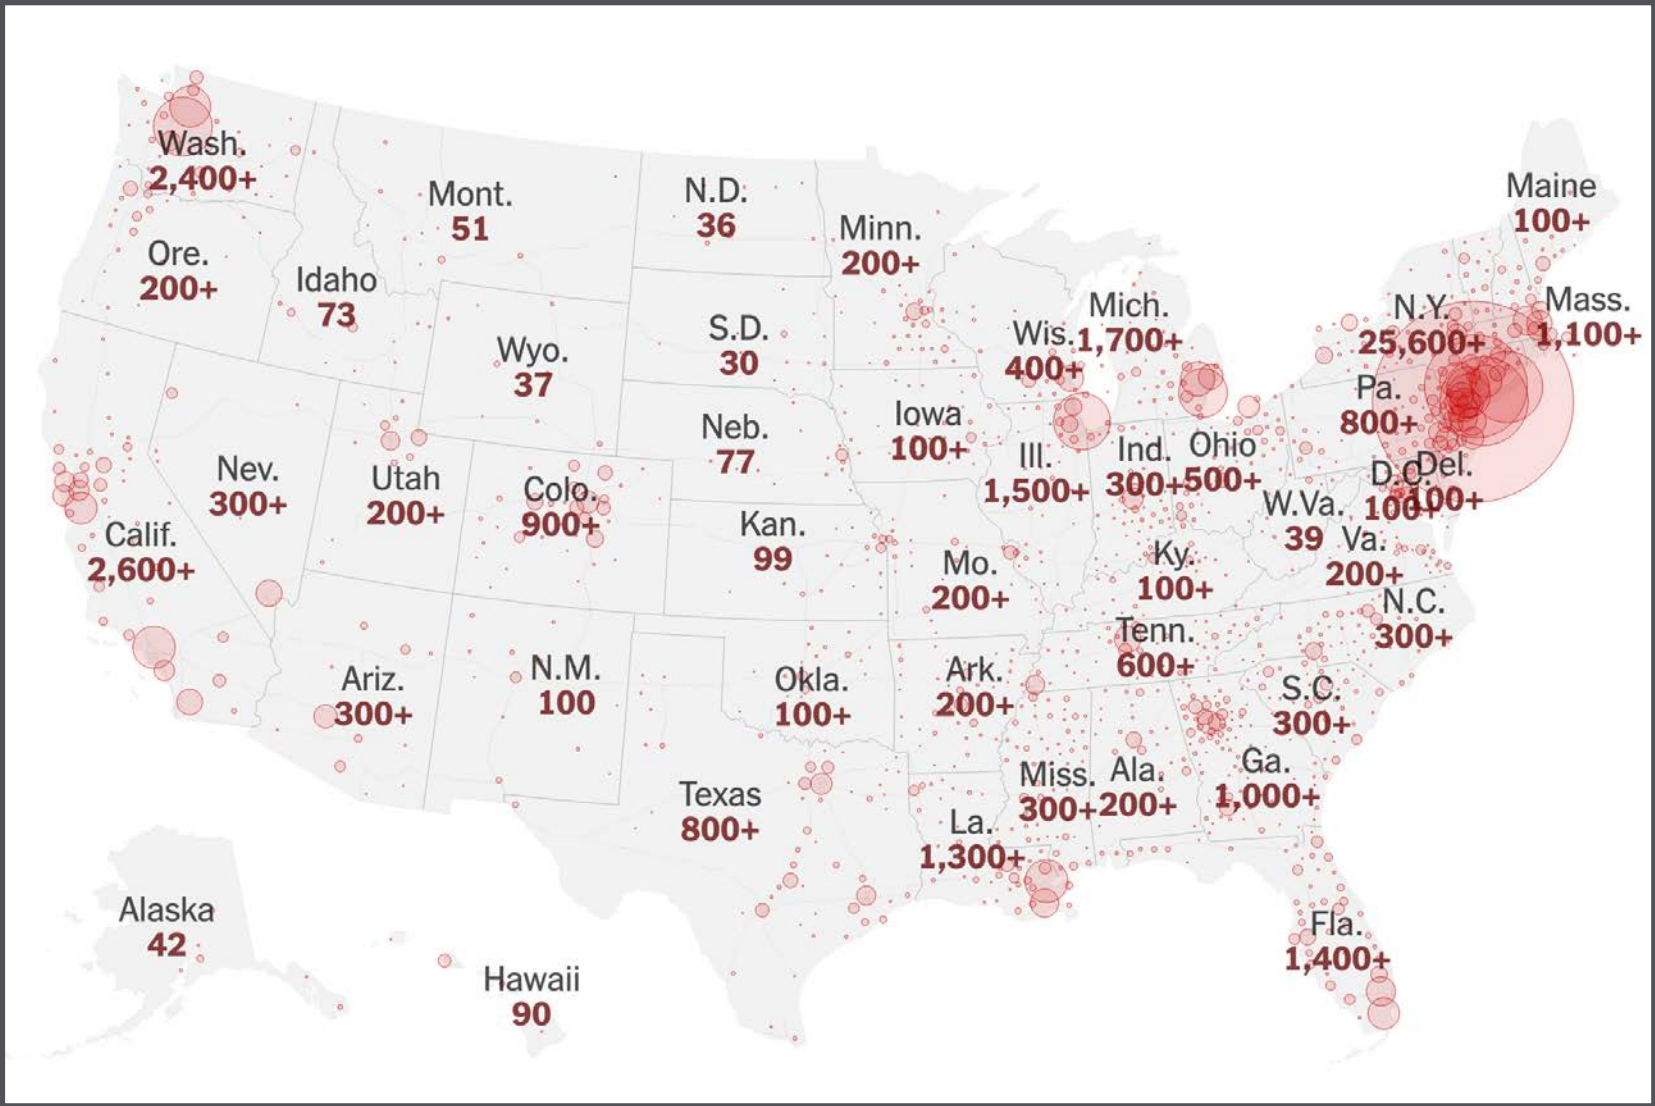 Wash.
2,400+
Mont.
51
N.D.
36
Minn.
200+
Maine
100+
Ore.
200+
Idaho
73
Wyo.
37
S.D.
30
Wis.
400+
Mich.
1,700+
N.Y.
25,600+
Mass.
1,100+
Pa.
800+
Neb.
77
Iowa
100+
Ill.
1,500+
Ind.
300+
Ohio
500+
D.C.
100+
Del.
100+
Nev.
300+
Utah
200+
Colo.
900+
Kan.
99
W.Va.
39
Va.
200+
Calif.
2,600+
Mo.
200+
Ky.
100+
N.C.
300+
Tenn.
600+
Ariz.
300+
N.M.
100
Okla.
100+
Ark.
200+
S.C.
300+
Texas
800+
Miss.
300+
Ala.
200+
Ga.
1,000+
La.
1,300+
Alaska
42
Hawaii
90
Fla.
1,400+